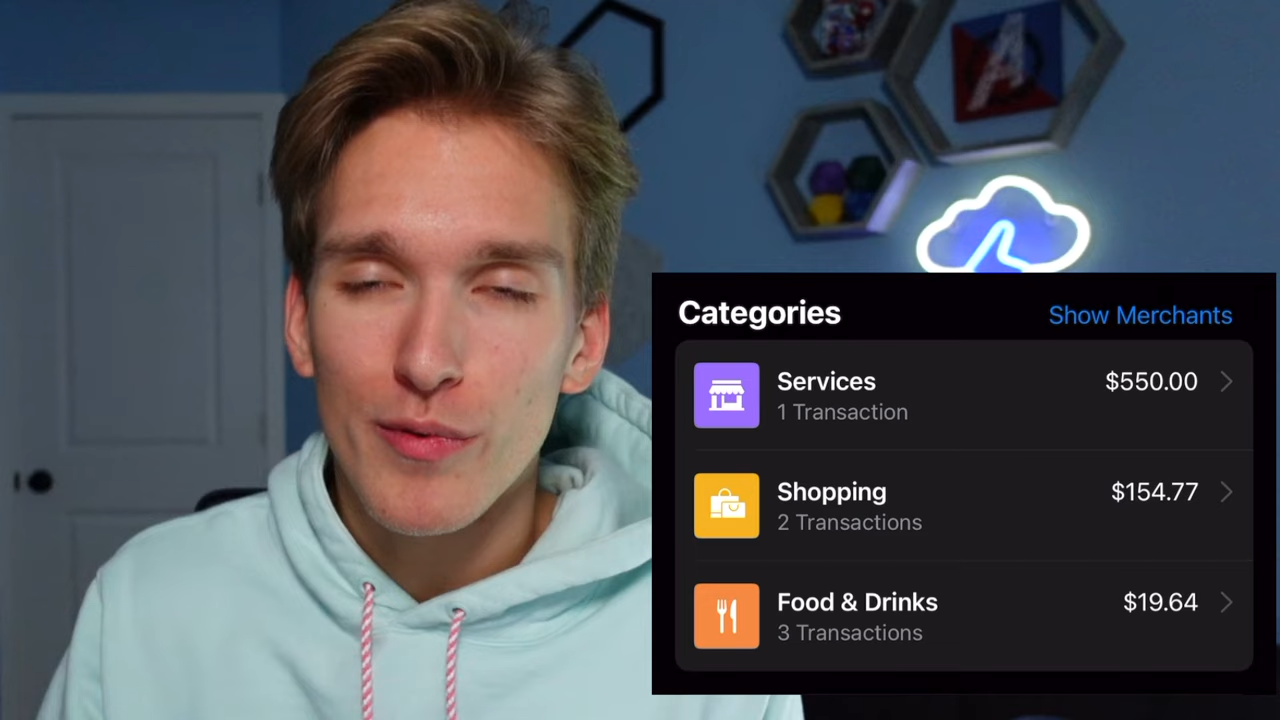 A
Categories
Show Merchants
Services
$550.00
1 Transaction
Shopping
$154.77
2 Transactions
Food & Drinks
$19.64
3 Transactions